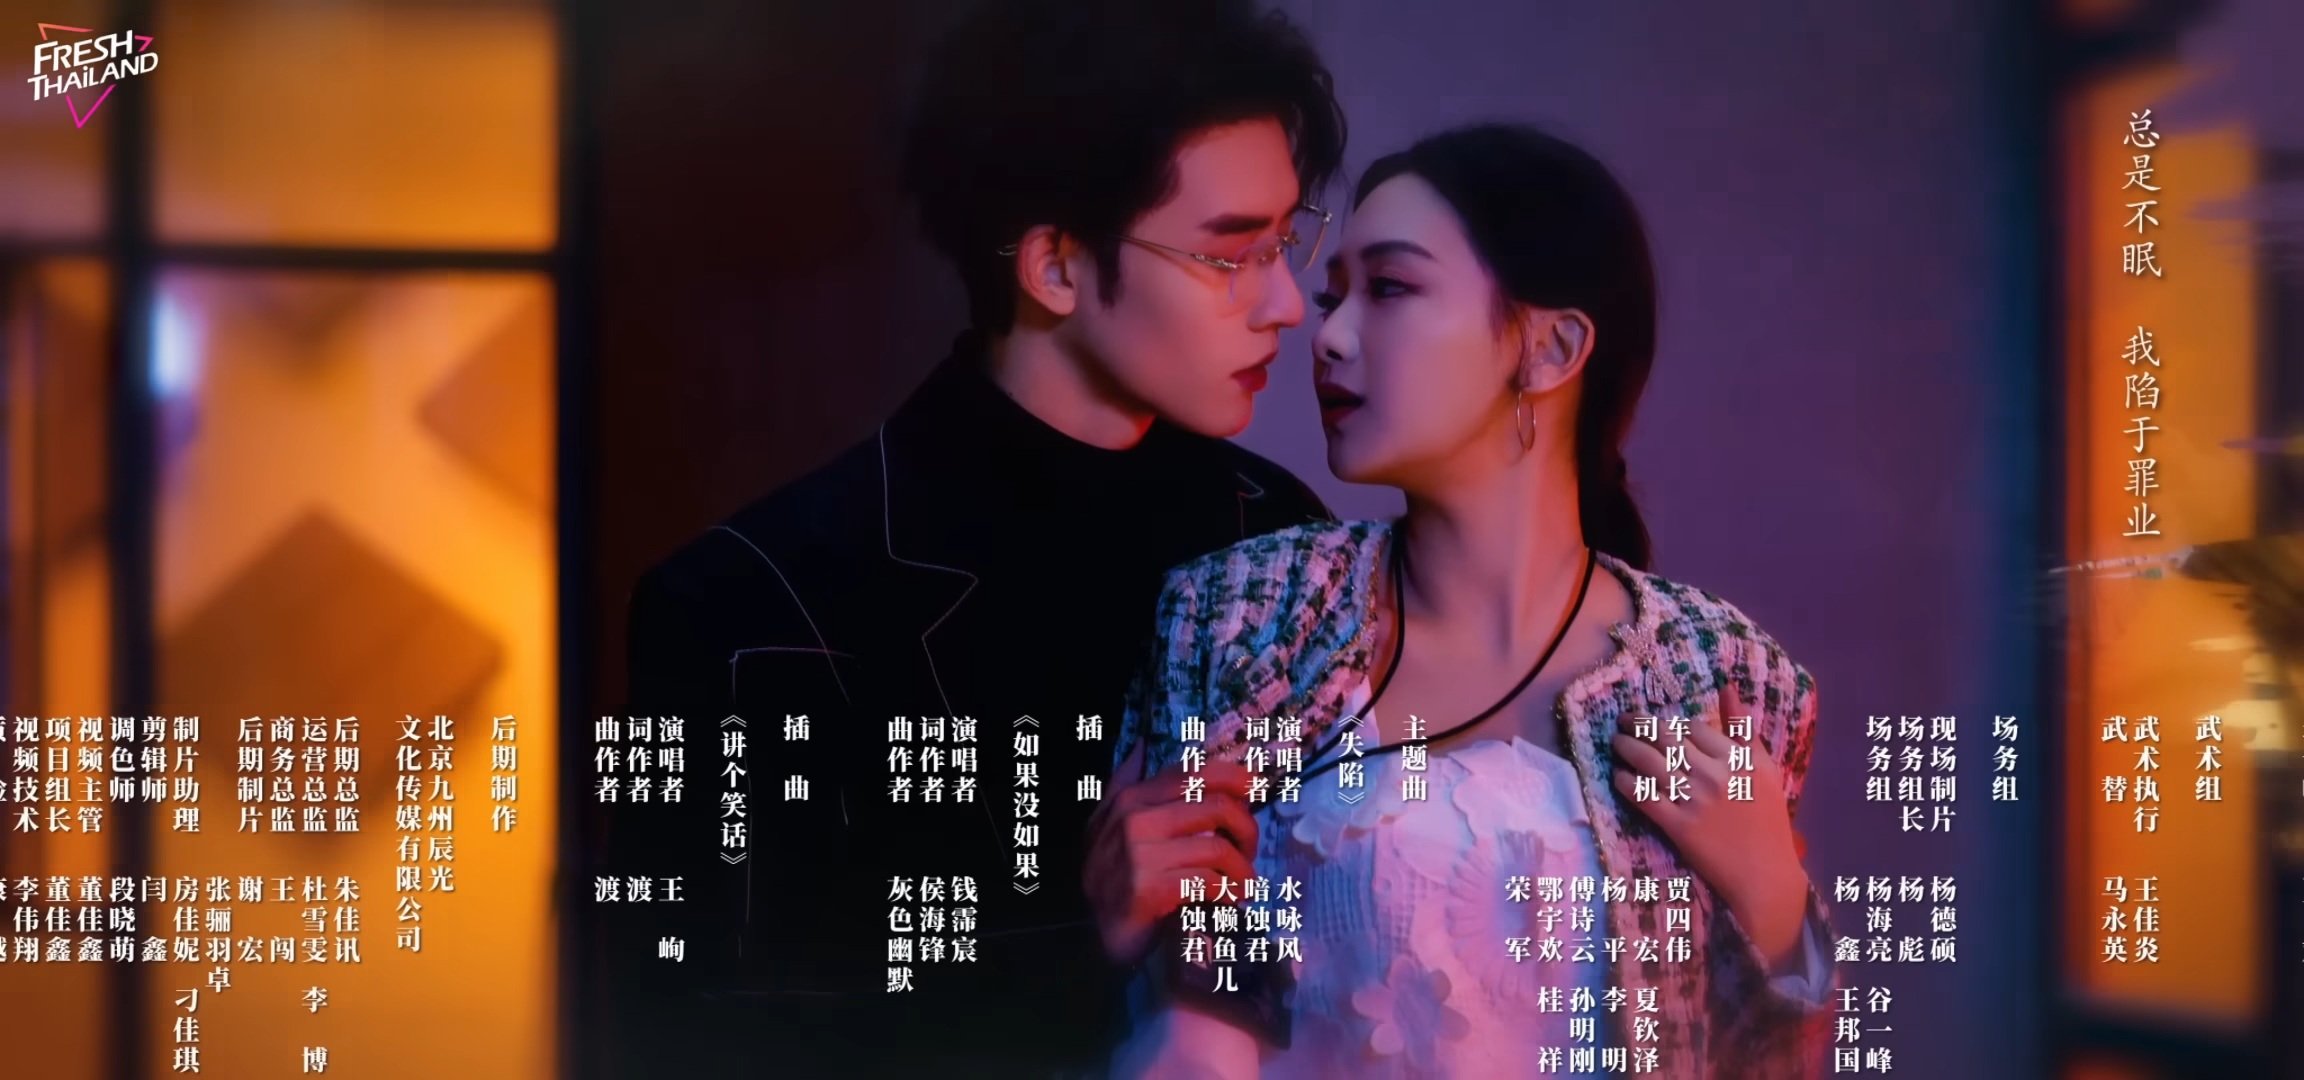 FRESH
THAiLAND
总是不眠 我陷于罪业
武术组
武术执行 王佳炎
武替 马永英
场务组
现场制片 杨德硕
场务组长 杨彪
场务组 杨海亮 谷一峰
杨鑫 王邦国
司机组
车队长 贾四伟
司机 康宏 夏钦泽
杨平 李明
傅诗云 孙明刚
鄂宇欢 桂祥
荣军
主题曲
《失陷》
演唱者 水咏风
词作者 暗蚀君
大懒鱼儿
曲作者 暗蚀君
插曲
《如果没如果》
演唱者 钱霈宸
词作者 侯海锋
曲作者 灰色幽默
插曲
《讲个笑话》
演唱者 王峋
词作者 渡
曲作者 渡
后期制作
北京九州辰光
文化传媒有限公司
后期总监 朱佳讯
运营总监 杜雪雯 李博
商务总监 王闯
后期制片 谢宏
张骊羽卓
制片助理 房佳妮 刁佳琪
剪辑师 闫鑫
调色师 段晓萌
视频主管 董佳鑫
项目组长 董佳鑫
视频技术 李伟翔